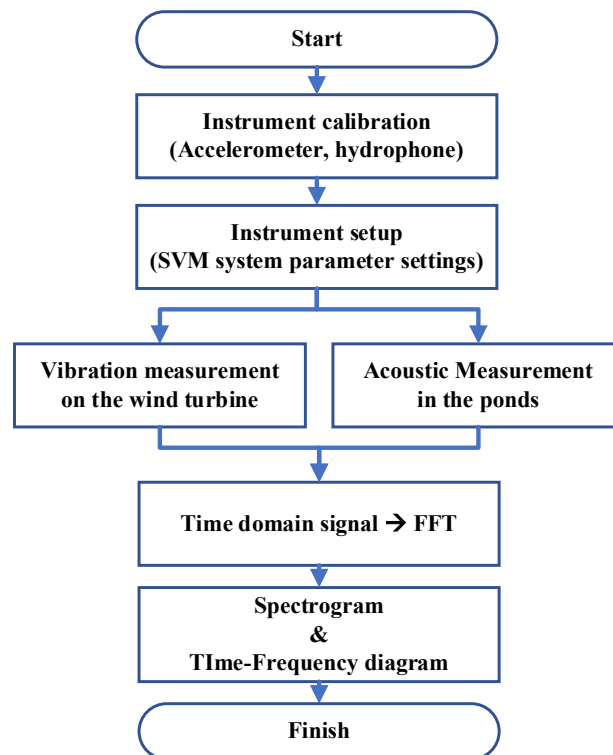 Start
Instrument calibration
(Accelerometer, hydrophone)
Instrument setup
(SVM system parameter settings)
Vibration measurement
on the wind turbine
Acoustic Measurement
in the ponds
Time domain signal → FFT
Spectrogram
&
TIme-Frequency diagram
Finish